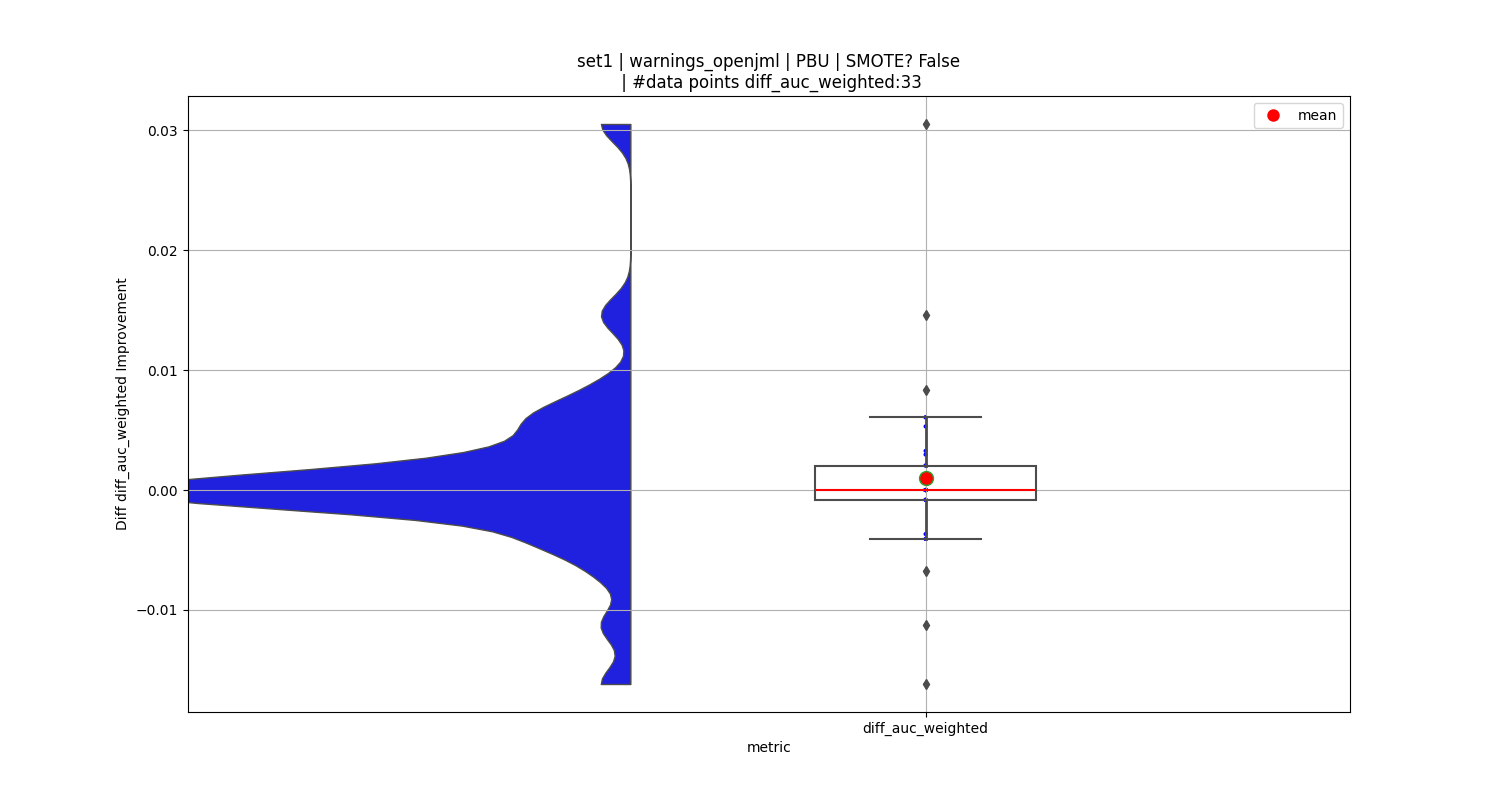 set1 | warnings_openjml | PBU | SMOTE? False
| #data points diff_auc_weighted:33
mean
0.03
0.02
0.01
0.00
−0.01
Diff diff_auc_weighted Improvement
diff_auc_weighted
metric